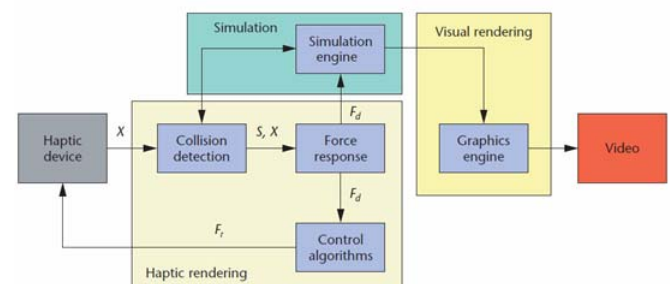 Simulation
Simulation
engine
Visual rendering
F_d
X
S, X
Haptic
device
Collision
detection
Force
response
Graphics
engine
Video
F_d
F_r
Control
algorithms
Haptic rendering